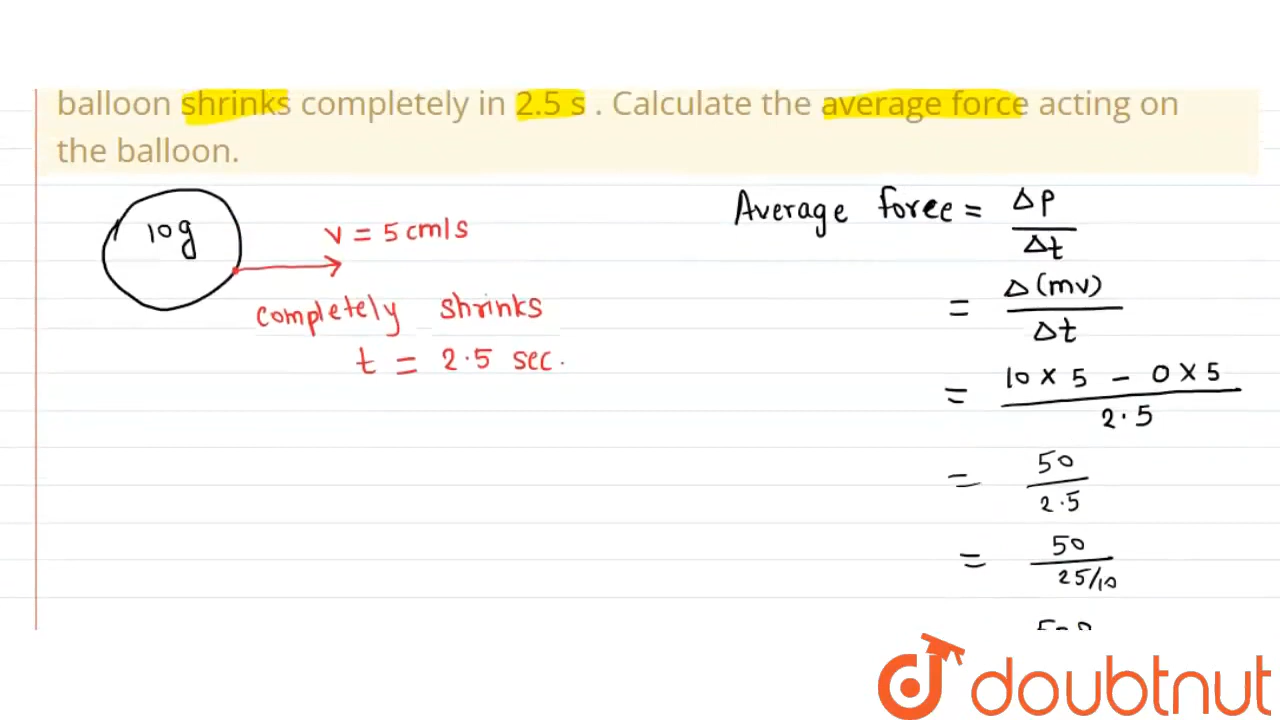 balloon shrinks completely in 2.5 s . Calculate the average force acting on
the balloon.
10g
v = 5 cm/s
completely shrinks
t = 2.5 sec.
Average force = Δp
Δt
= Δ(mv)
Δt
= 10 × 5 - 0 × 5
2.5
= 50
2.5
= 50
25/10
doubtnut